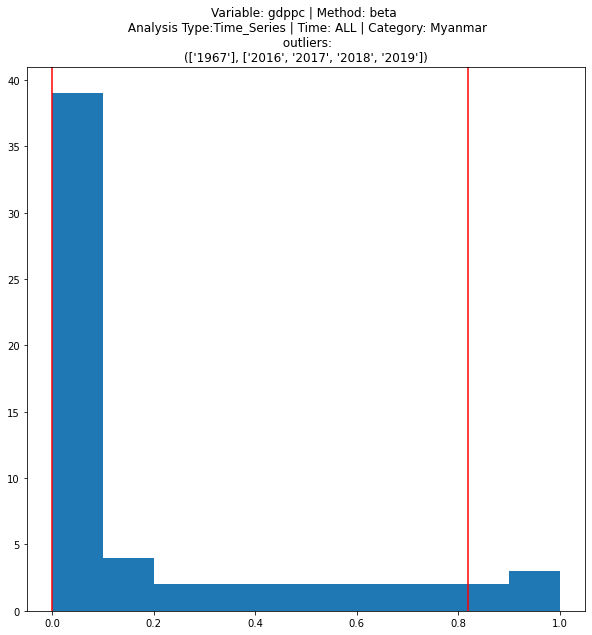 Variable: gdppc | Method: beta
Analysis Type:Time_Series | Time: ALL | Category: Myanmar
outliers:
(['1967'], ['2016', '2017', '2018', '2019'])
40
35
30
25
20
15
10
5
0
0.0 0.2 0.4 0.6 0.8 1.0